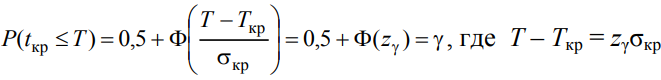 P(tкр ≤ T) = 0,5 + Φ((T − Tкр)/σкр) = 0,5 + Φ(zγ) = γ, где T − Tкр = zγσкр